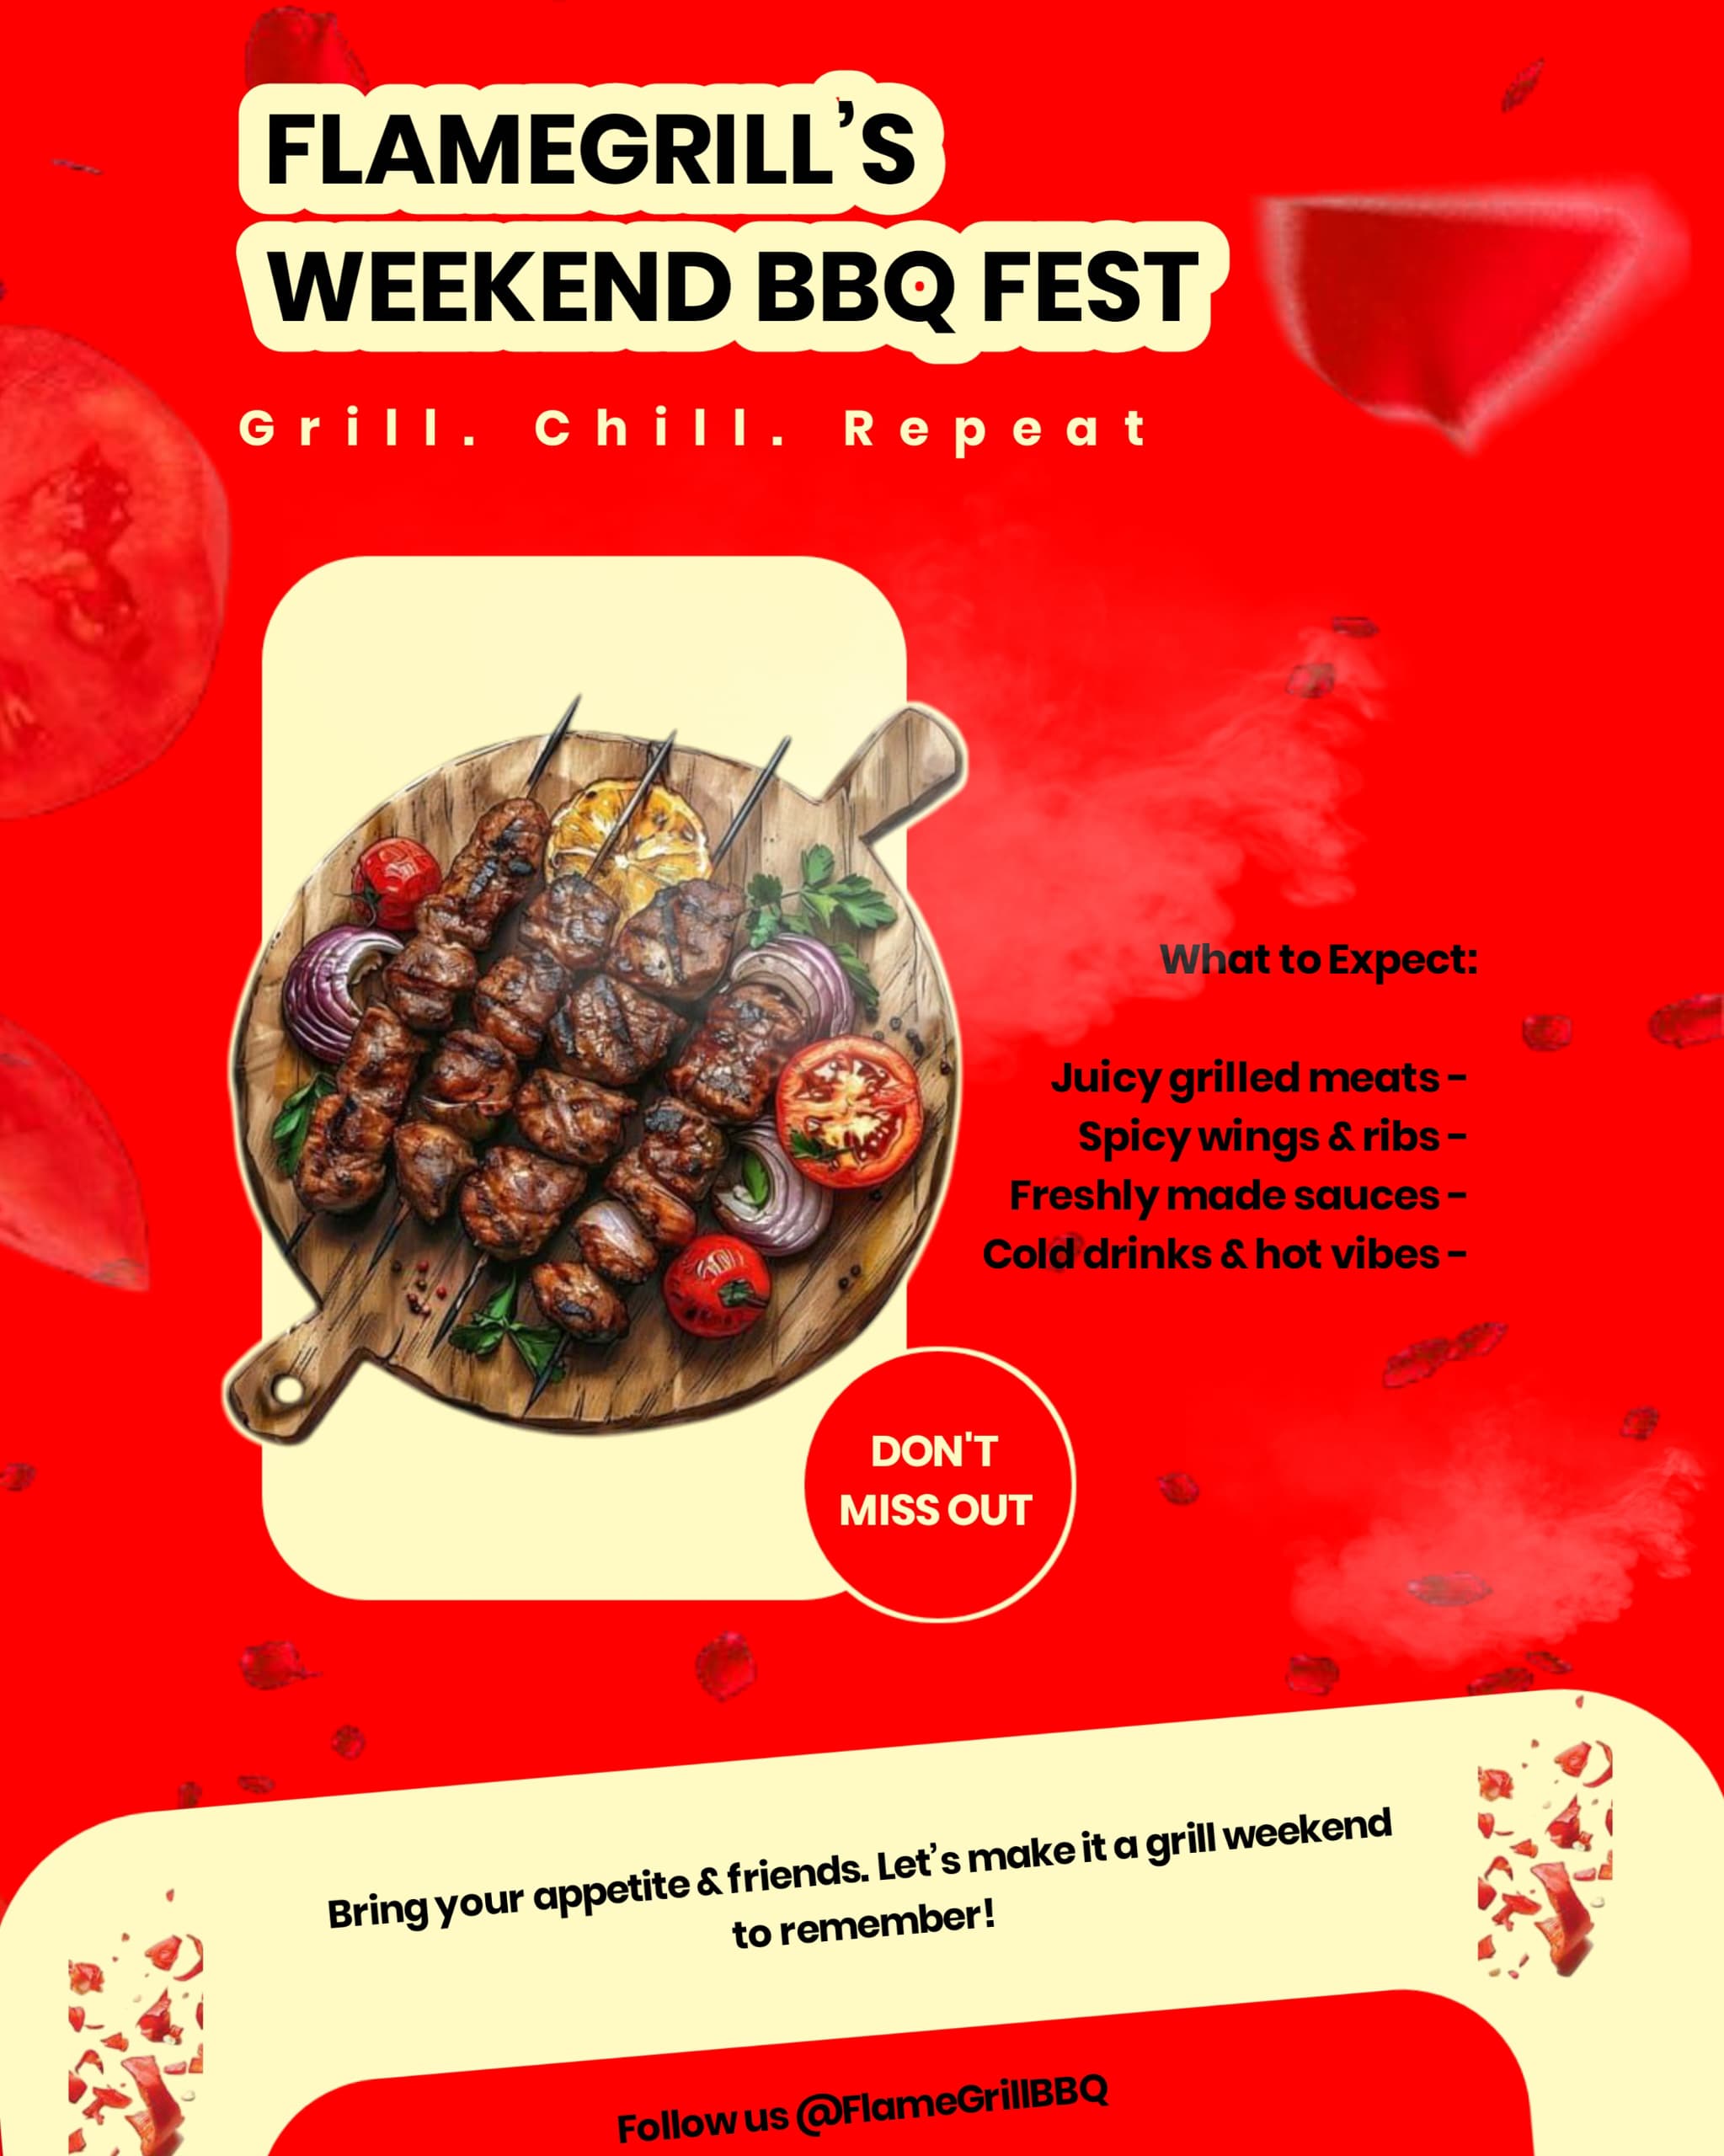 FLAMEGRILL’S
WEEKEND BBQ FEST
Grill. Chill. Repeat
What to Expect:
Juicy grilled meats -
Spicy wings & ribs -
Freshly made sauces -
Cold drinks & hot vibes -
DON'T
MISS OUT
Bring your appetite & friends. Let’s make it a grill weekend
to remember!
Follow us @FlameGrillBBQ